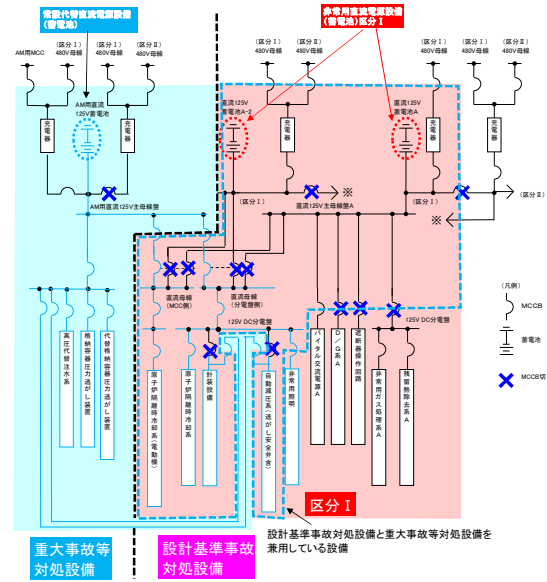 常設代替直流電源設備
(蓄電池)
非常用直流電源設備
(蓄電池)区分Ⅰ
AM用MCC
(区分Ⅰ)
480V母線
(区分Ⅱ)
480V母線
(区分Ⅰ)
480V母線
(区分Ⅱ)
480V母線
(区分Ⅰ)
480V母線
(区分Ⅰ)
480V母線
(区分Ⅱ)
480V母線
AM用直流
125V蓄電池
直流125V
蓄電池A-2
直流125V
蓄電池A
充電器
充電器
充電器
充電器
充電器
※
(区分Ⅰ)
(区分Ⅰ)
(区分Ⅱ)
AM用直流125V主母線盤
直流125V主母線盤A
※
直流母線
(MCC側)
直流母線
(分電盤側)
125V DC分電盤
125V DC分電盤
(凡例)
MCCB
蓄電池
MCCB切
高圧代替注水系
格納容器圧力逃がし装置
代替格納容器圧力逃がし装置
原子炉隔離時冷却系(電動機)
原子炉隔離時冷却系
計装設備
自動減圧系(逃がし安全弁含)
非常用照明
バイタル交流電源A
D/G系A
遮断器操作回路
非常用ガス処理系A
残留熱除去系A
区分Ⅰ
設計基準事故対処設備と重大事故等対処設備を
兼用している設備
重大事故等
対処設備
設計基準事故
対処設備